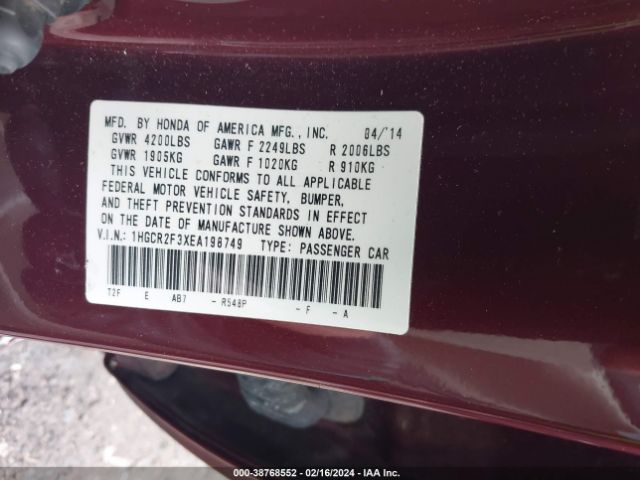 MFD. BY HONDA OF AMERICA MFG., INC. 04/'14
GVWR 4200LBS GAWR F 2249LBS R 2006LBS
GVWR 1905KG GAWR F 1020KG R 910KG
THIS VEHICLE CONFORMS TO ALL APPLICABLE
FEDERAL MOTOR VEHICLE SAFETY, BUMPER,
AND THEFT PREVENTION STANDARDS IN EFFECT
ON THE DATE OF MANUFACTURE SHOWN ABOVE.
V.I.N.: 1HGCR2F3XEA198749 TYPE: PASSENGER CAR
T2F E AB7 - R548P - F - A
000-38768552 - 02/16/2024 - IAA Inc.